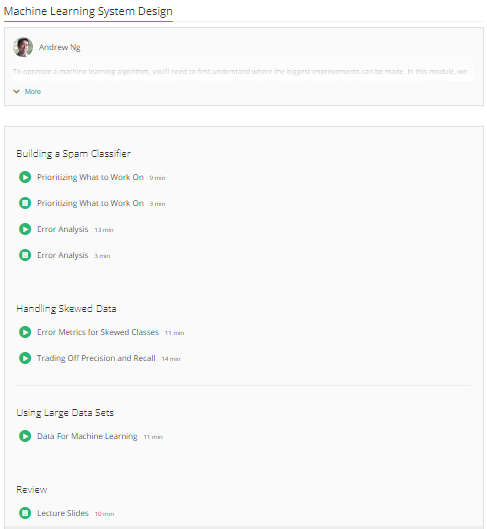 Machine Learning System Design
Andrew Ng
To optimize a machine learning algorithm, you'll need to first understand where the biggest improvements can be made. In this module, we
More
Building a Spam Classifier
Prioritizing What to Work On 9 min
Prioritizing What to Work On 3 min
Error Analysis 13 min
Error Analysis 3 min
Handling Skewed Data
Error Metrics for Skewed Classes 11 min
Trading Off Precision and Recall 14 min
Using Large Data Sets
Data For Machine Learning 11 min
Review
Lecture Slides 10 min